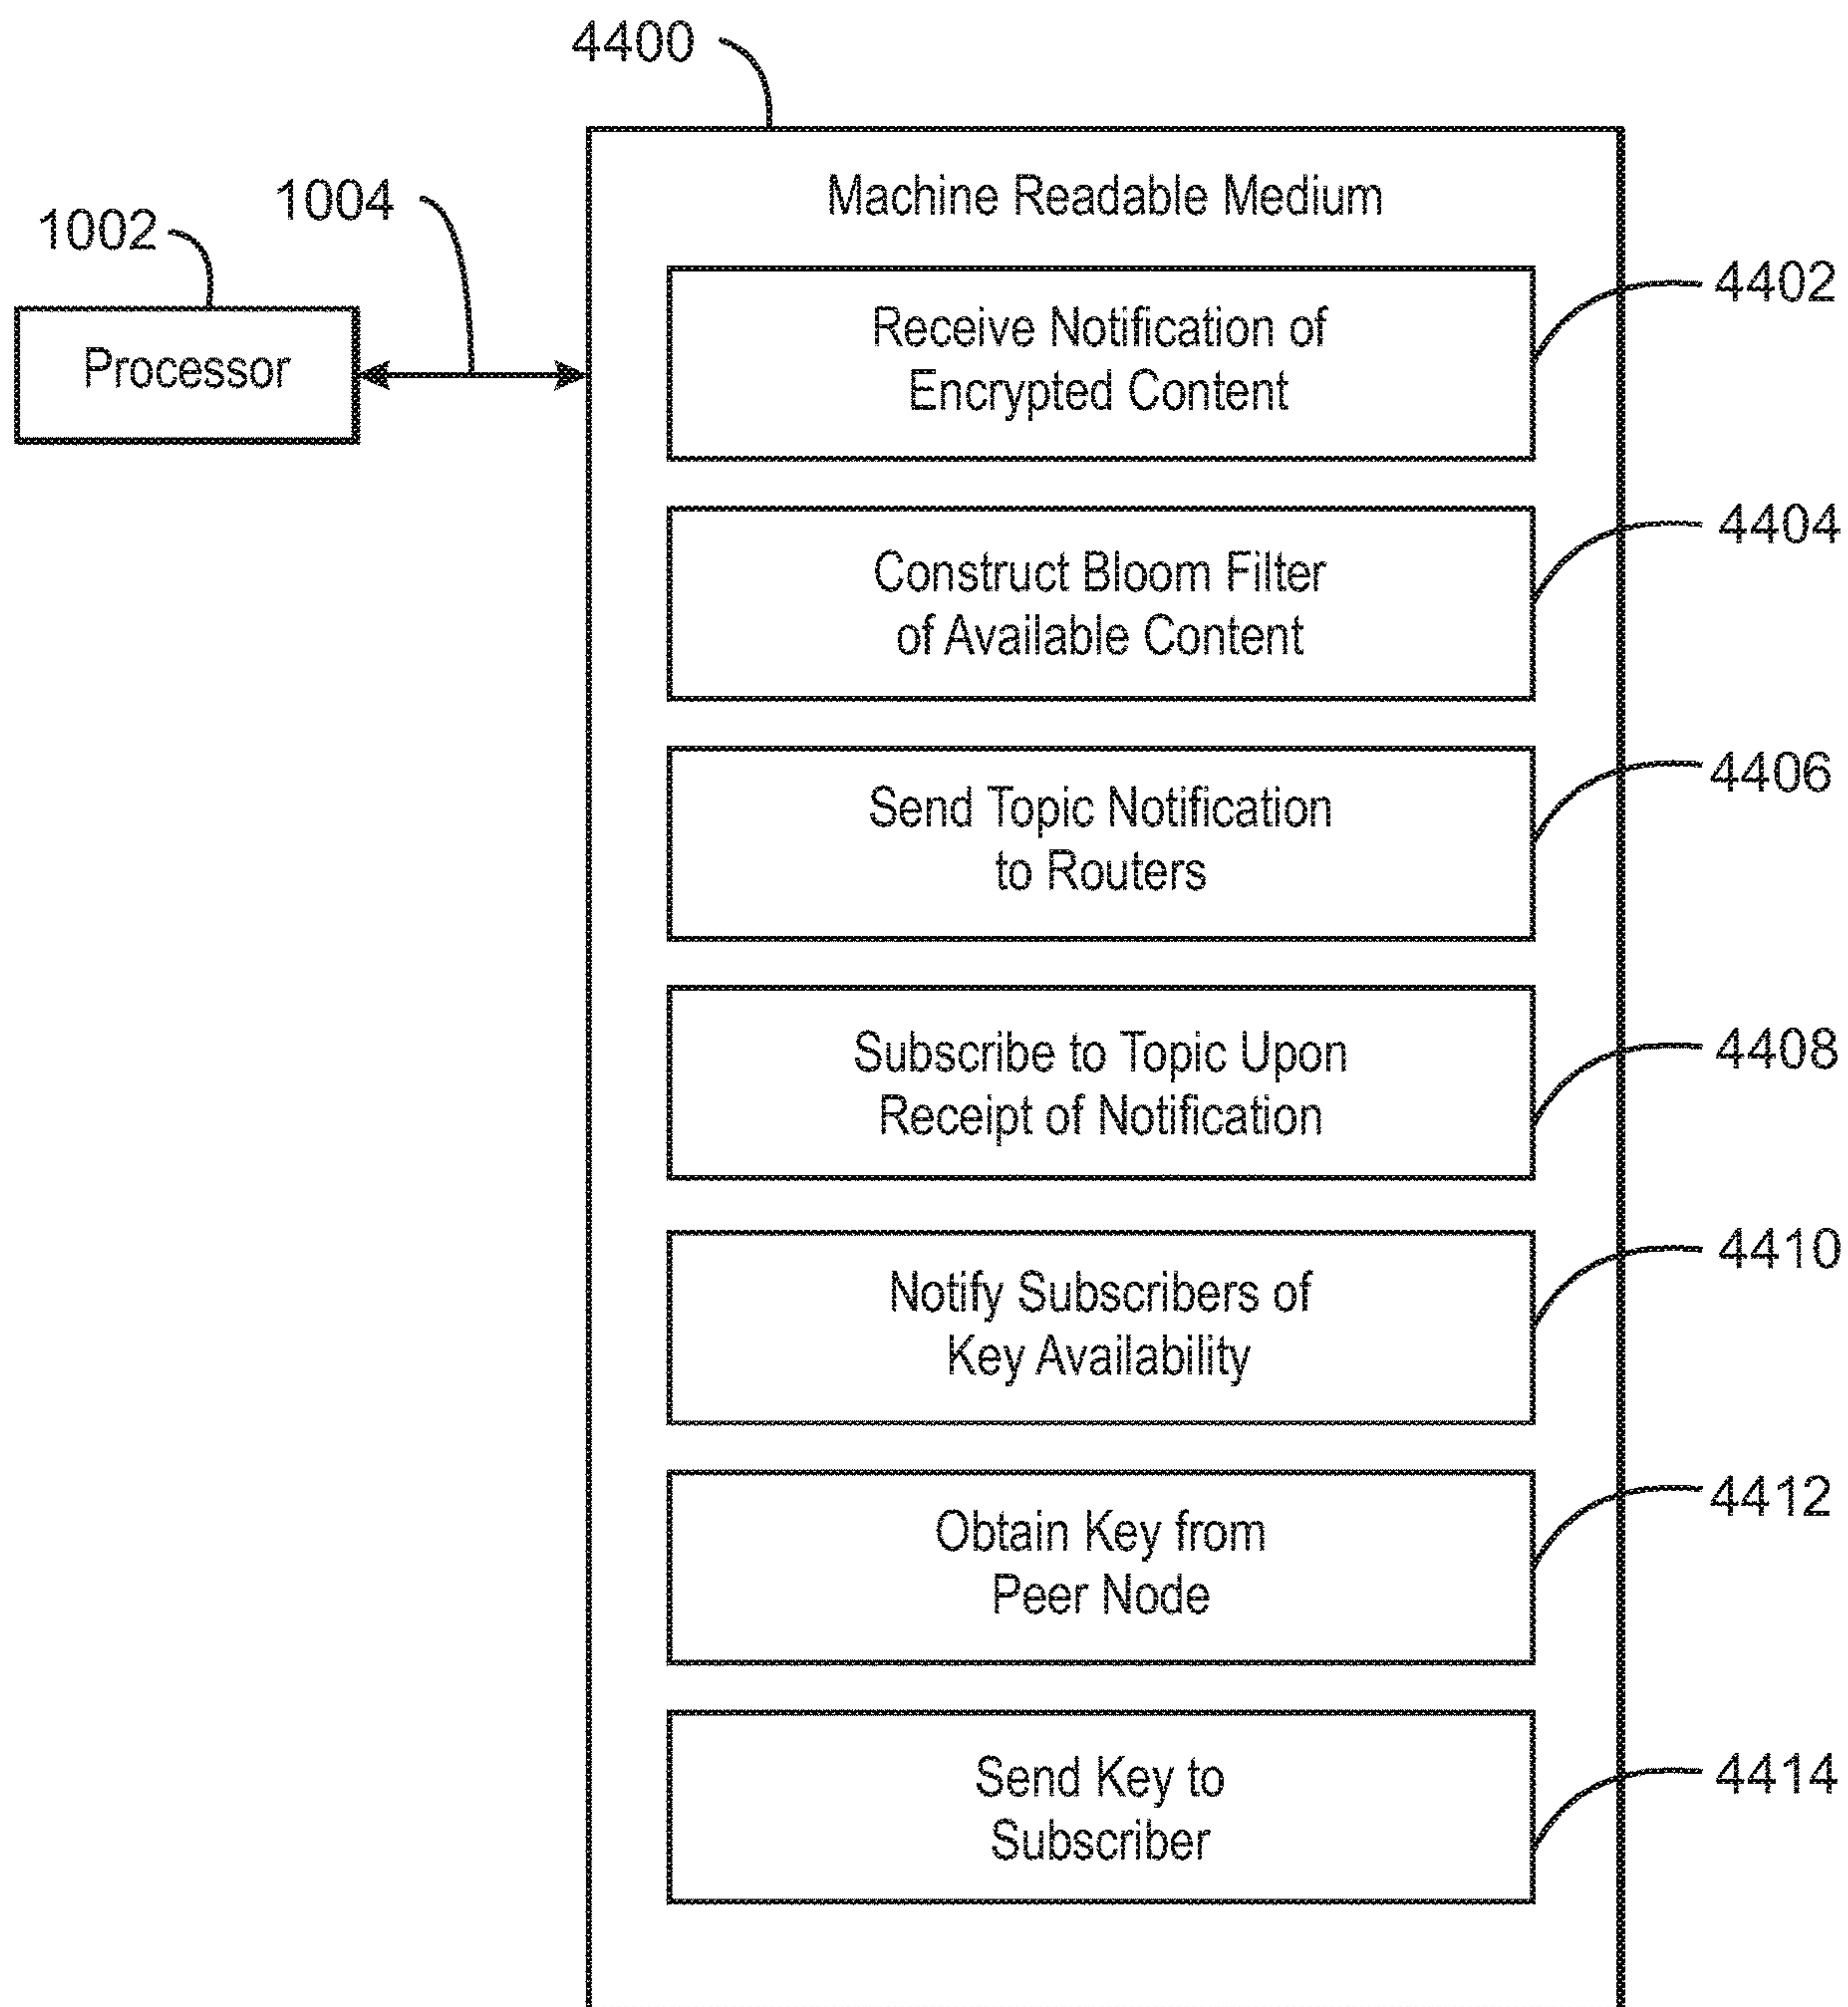 4400
Machine Readable Medium
1004
1002
Processor
Receive Notification of
Encrypted Content
4402
Construct Bloom Filter
of Available Content
4404
Send Topic Notification
to Routers
4406
Subscribe to Topic Upon
Receipt of Notification
4408
Notify Subscribers of
Key Availability
4410
Obtain Key from
Peer Node
4412
Send Key to
Subscriber
4414